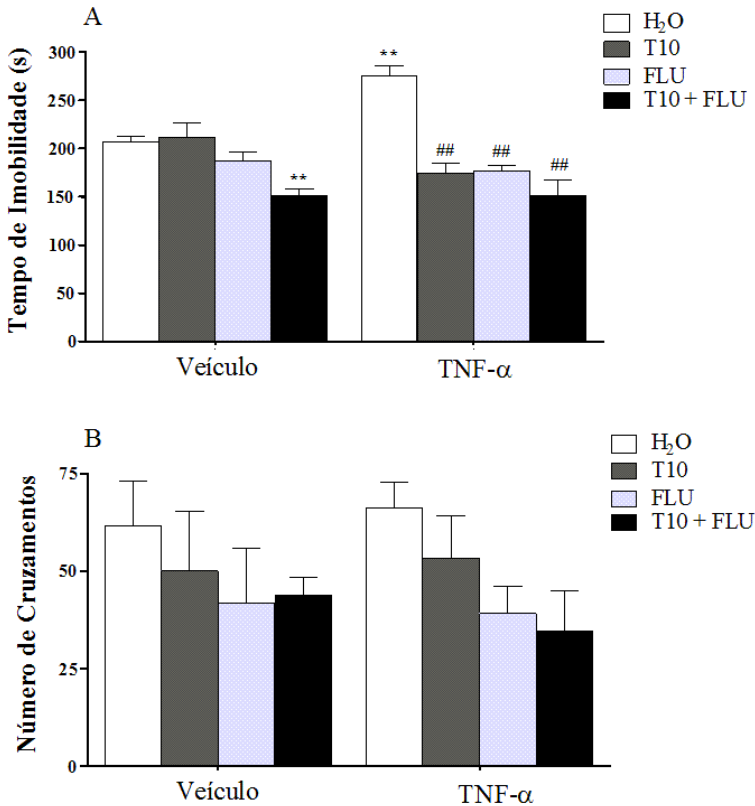 A
H₂O
T10
FLU
T10 + FLU
Tempo de Imobilidade (s)
300
250
200
150
100
50
0
**
**
##
##
##
Veículo
TNF-α
B
H₂O
T10
FLU
T10 + FLU
Número de Cruzamentos
75
50
25
0
Veículo
TNF-α